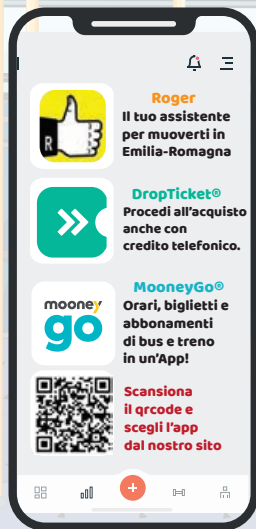 R
Roger
Il tuo assistente
per muoverti in
Emilia-Romagna
DropTicket®
Procedi all'acquisto
anche con
credito telefonico.
mooney
go
MooneyGo®
Orari, biglietti e
abbonamenti
di bus e treno
in un'App!
Scansiona
il qrcode e
scegli l'app
dal nostro sito